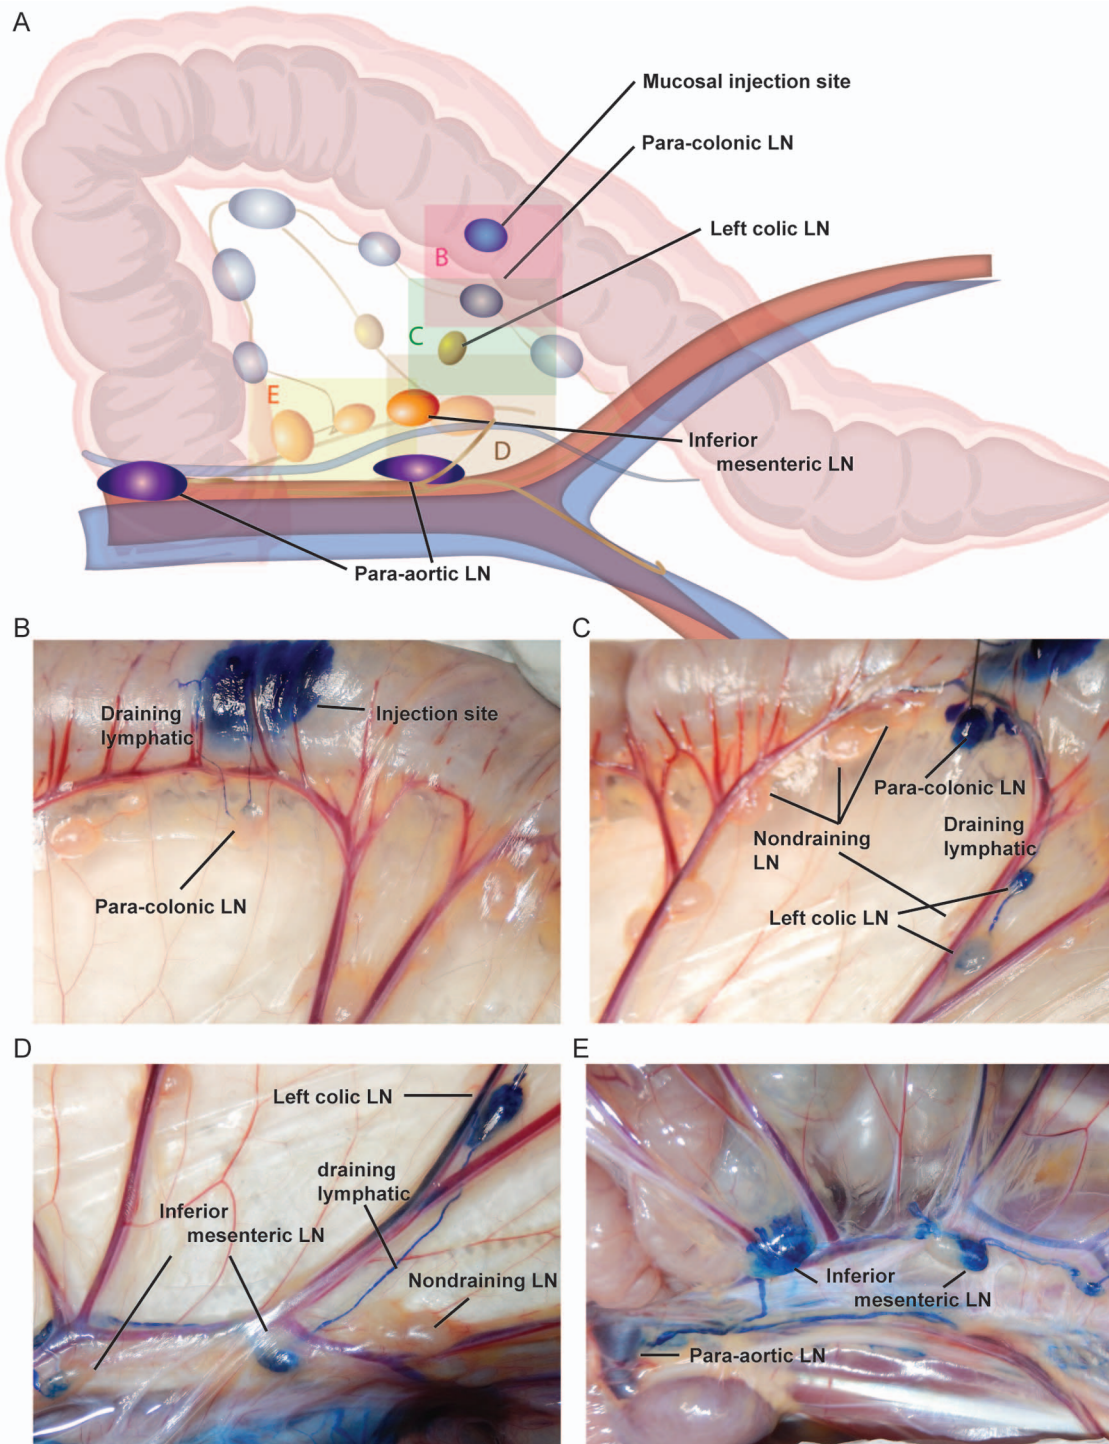 A
Mucosal injection site
Para-colonic LN
Left colic LN
B
C
E
Inferior
mesenteric LN
D
Para-aortic LN
B
Draining
lymphatic
Injection site
Para-colonic LN
C
Para-colonic LN
Nondraining
LN
Draining
lymphatic
Left colic LN
D
Left colic LN
draining
lymphatic
Inferior
mesenteric LN
Nondraining LN
E
Inferior
mesenteric LN
Para-aortic LN